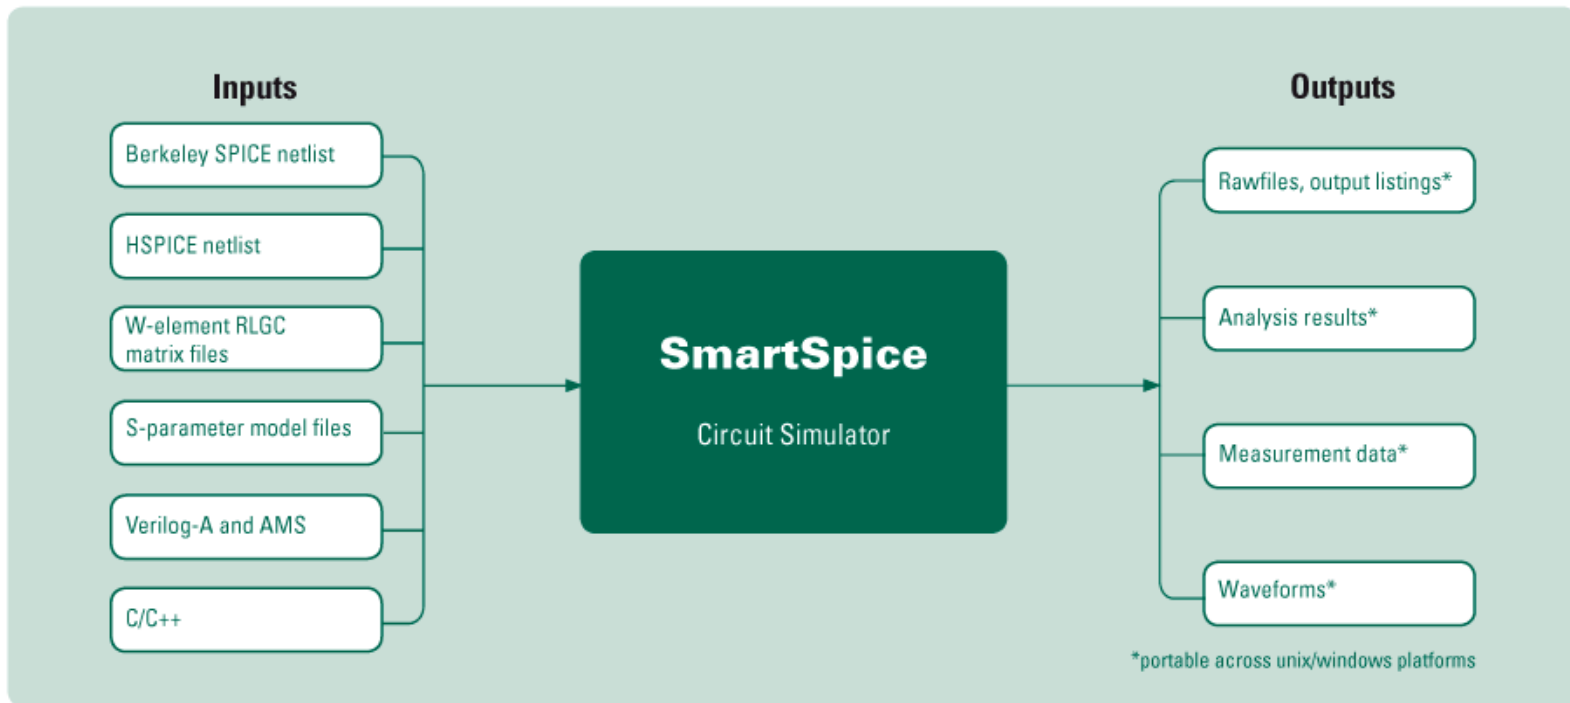 Inputs
Berkeley SPICE netlist
HSPICE netlist
W-element RLGC
matrix files
S-parameter model files
Verilog-A and AMS
C/C++
SmartSpice
Circuit Simulator
Outputs
Rawfiles, output listings*
Analysis results*
Measurement data*
Waveforms*
*portable across unix/windows platforms